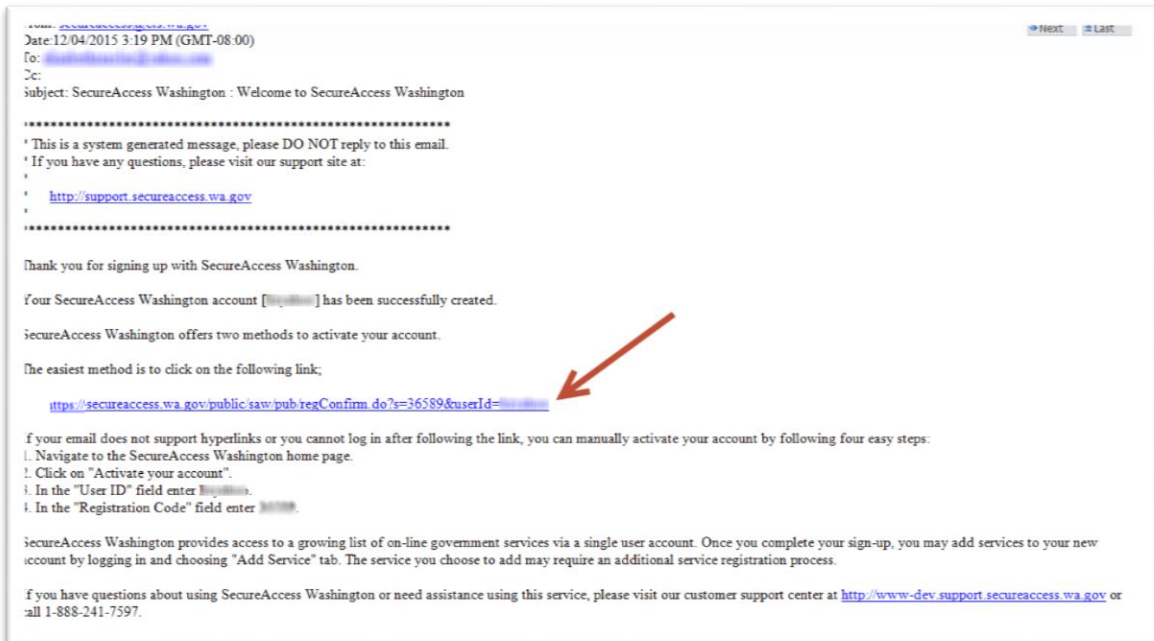 Next Last
Date:12/04/2015 3:19 PM (GMT-08:00)
To:
Cc:
Subject: SecureAccess Washington : Welcome to SecureAccess Washington
****************************************************************
* This is a system generated message, please DO NOT reply to this email.
* If you have any questions, please visit our support site at:
*
* http://support.secureaccess.wa.gov
*
****************************************************************
Thank you for signing up with SecureAccess Washington.
Your SecureAccess Washington account [ ] has been successfully created.
SecureAccess Washington offers two methods to activate your account.
The easiest method is to click on the following link;
ttps://secureaccess.wa.gov/public/saw/pub/regConfirm.do?s=36589&userId=
If your email does not support hyperlinks or you cannot log in after following the link, you can manually activate your account by following four easy steps:
1. Navigate to the SecureAccess Washington home page.
2. Click on "Activate your account".
3. In the "User ID" field enter .
4. In the "Registration Code" field enter .
SecureAccess Washington provides access to a growing list of on-line government services via a single user account. Once you complete your sign-up, you may add services to your new
account by logging in and choosing "Add Service" tab. The service you choose to add may require an additional service registration process.
If you have questions about using SecureAccess Washington or need assistance using this service, please visit our customer support center at http://www-dev.support.secureaccess.wa.gov or
call 1-888-241-7597.